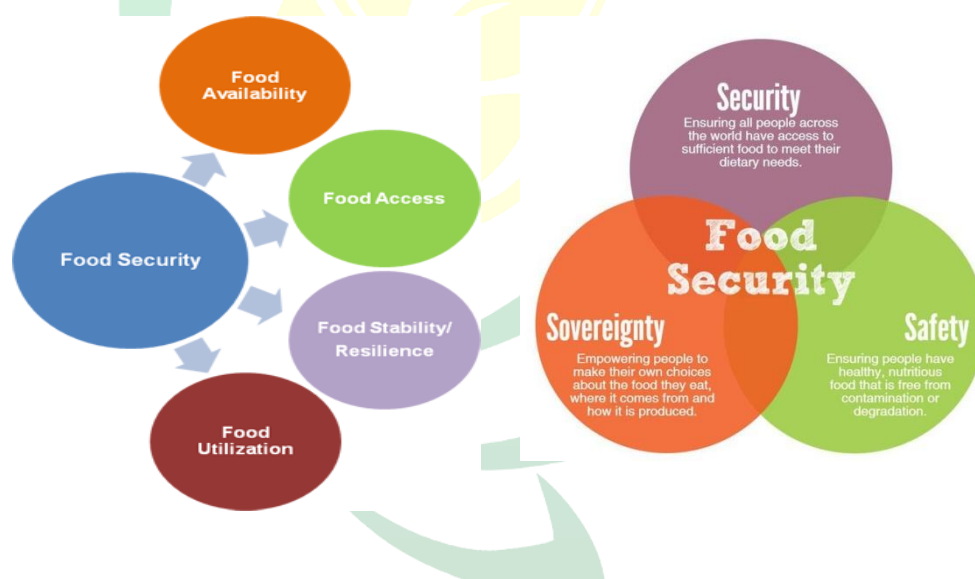 Food
Availability
Food Access
Food Security
Food Stability/
Resilience
Food
Utilization
Security
Ensuring all people across
the world have access to
sufficient food to meet their
dietary needs.
Food
Security
Sovereignty
Empowering people to
make their own choices
about the food they eat,
where it comes from and
how it is produced.
Safety
Ensuring people have
healthy, nutritious
food that is free from
contamination or
degradation.